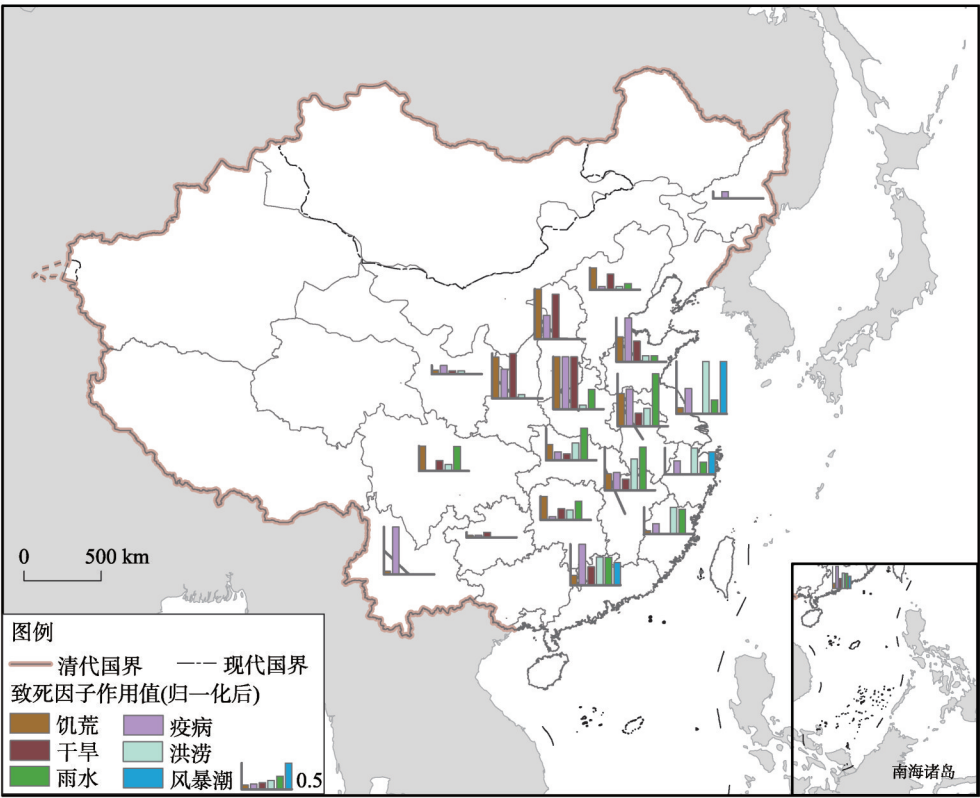 0 500 km
图例
清代国界 现代国界
致死因子作用值(归一化后)
饥荒 疫病
干旱 洪涝
雨水 风暴潮 0.5
南海诸岛